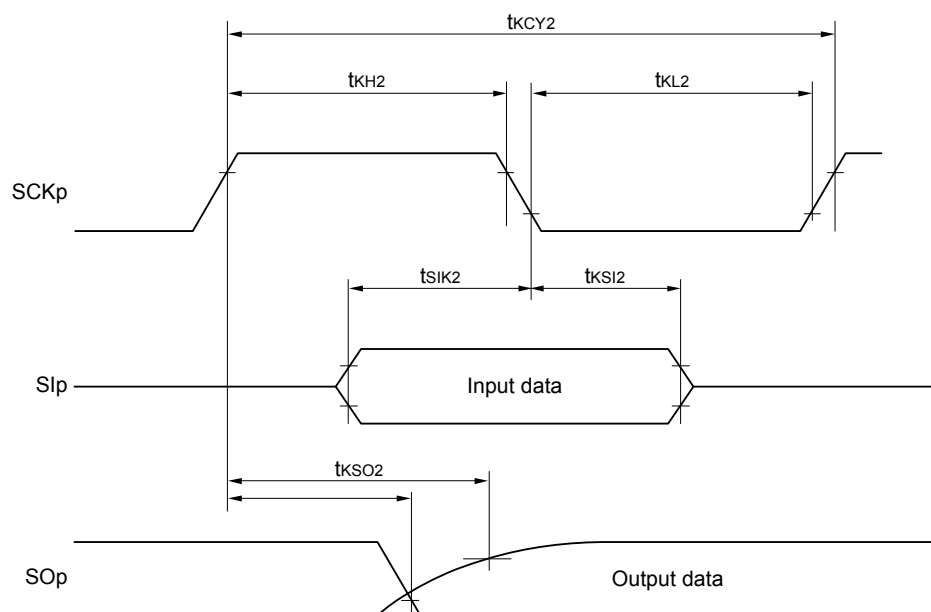 tKCY2
tKH2 tKL2
SCKp
tSIK2 tKSI2
SIp Input data
tKSO2
SOp Output data